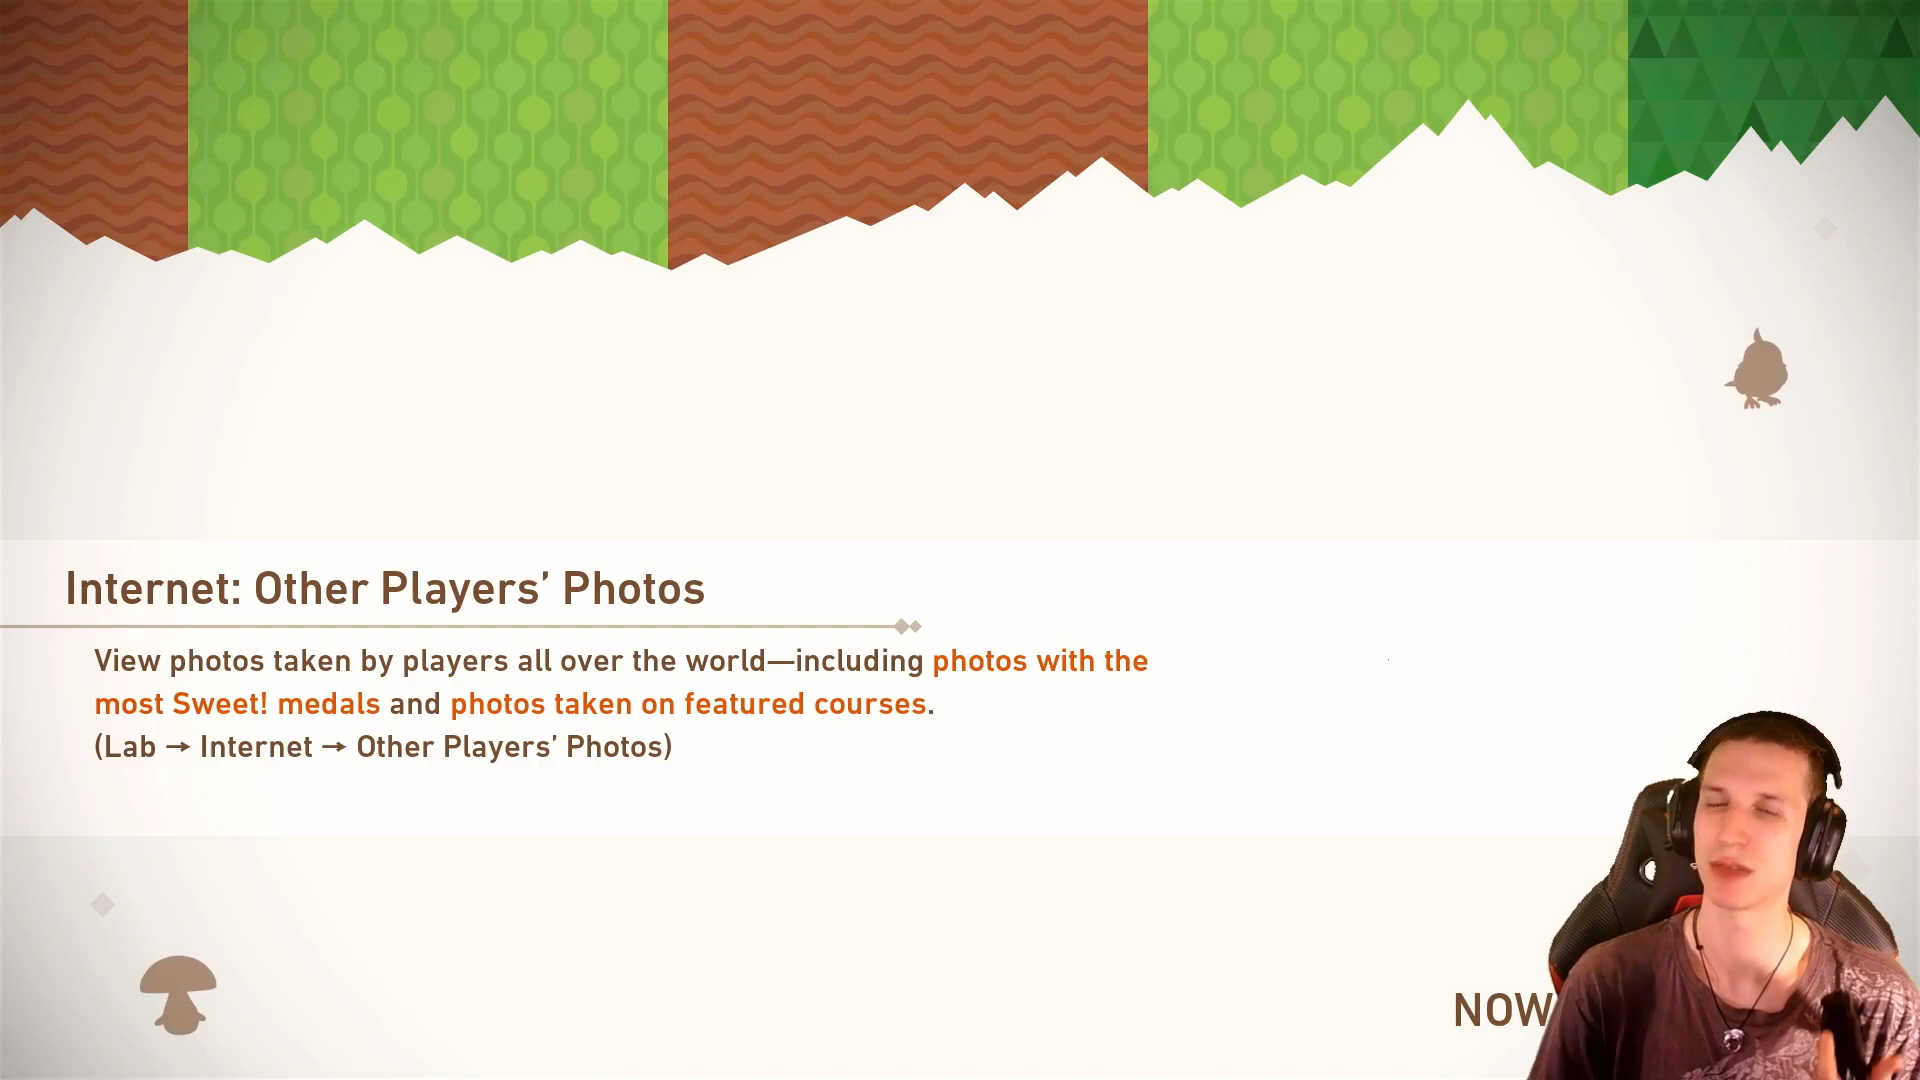 Internet: Other Players’ Photos
View photos taken by players all over the world—including photos with the
most Sweet! medals and photos taken on featured courses.
(Lab → Internet → Other Players’ Photos)
NOW